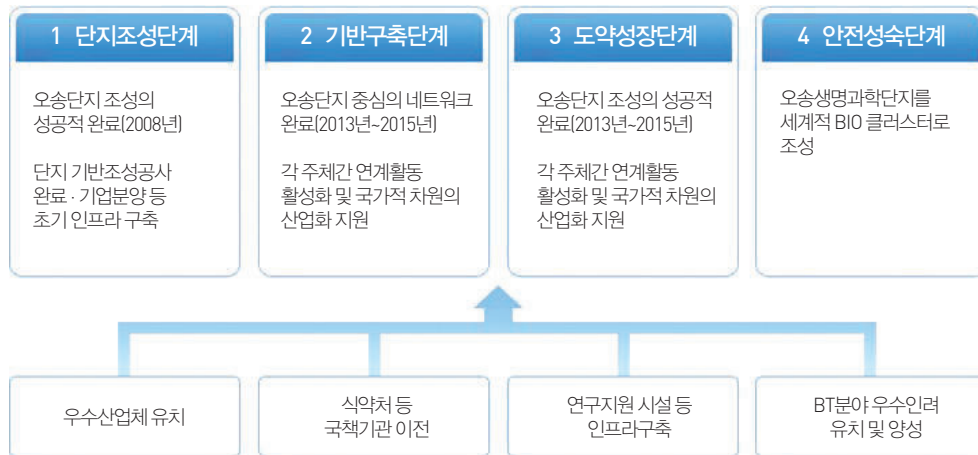 1 단지조성단계
오송단지 조성의
성공적 완료(2008년)
단지 기반조성공사
완료 · 기업분양 등
초기 인프라 구축
2 기반구축단계
오송단지 중심의 네트워크
완료(2013년~2015년)
각 주체간 연계활동
활성화 및 국가적 차원의
산업화 지원
3 도약성장단계
오송단지 조성의 성공적
완료(2013년~2015년)
각 주체간 연계활동
활성화 및 국가적 차원의
산업화 지원
4 안전성숙단계
오송생명과학단지를
세계적 BIO 클러스터로
조성
우수산업체 유치
식약처 등
국책기관 이전
연구지원 시설 등
인프라구축
BT분야 우수인려
유치 및 양성